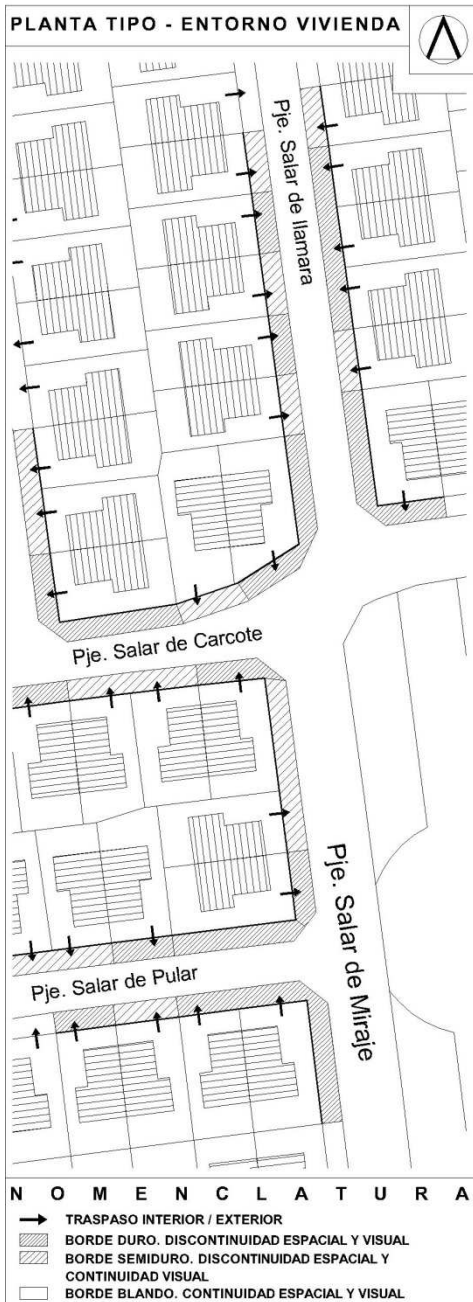 PLANTA TIPO - ENTORNO VIVIENDA
Pje. Salar de llamara
Pje. Salar de Carcote
Pje. Salar de Miraje
Pje. Salar de Pular
N O M E N C L A T U R A
TRASPASO INTERIOR / EXTERIOR
BORDE DURO. DISCONTINUIDAD ESPACIAL Y VISUAL
BORDE SEMIDURO. DISCONTINUIDAD ESPACIAL Y
CONTINUIDAD VISUAL
BORDE BLANDO. CONTINUIDAD ESPACIAL Y VISUAL